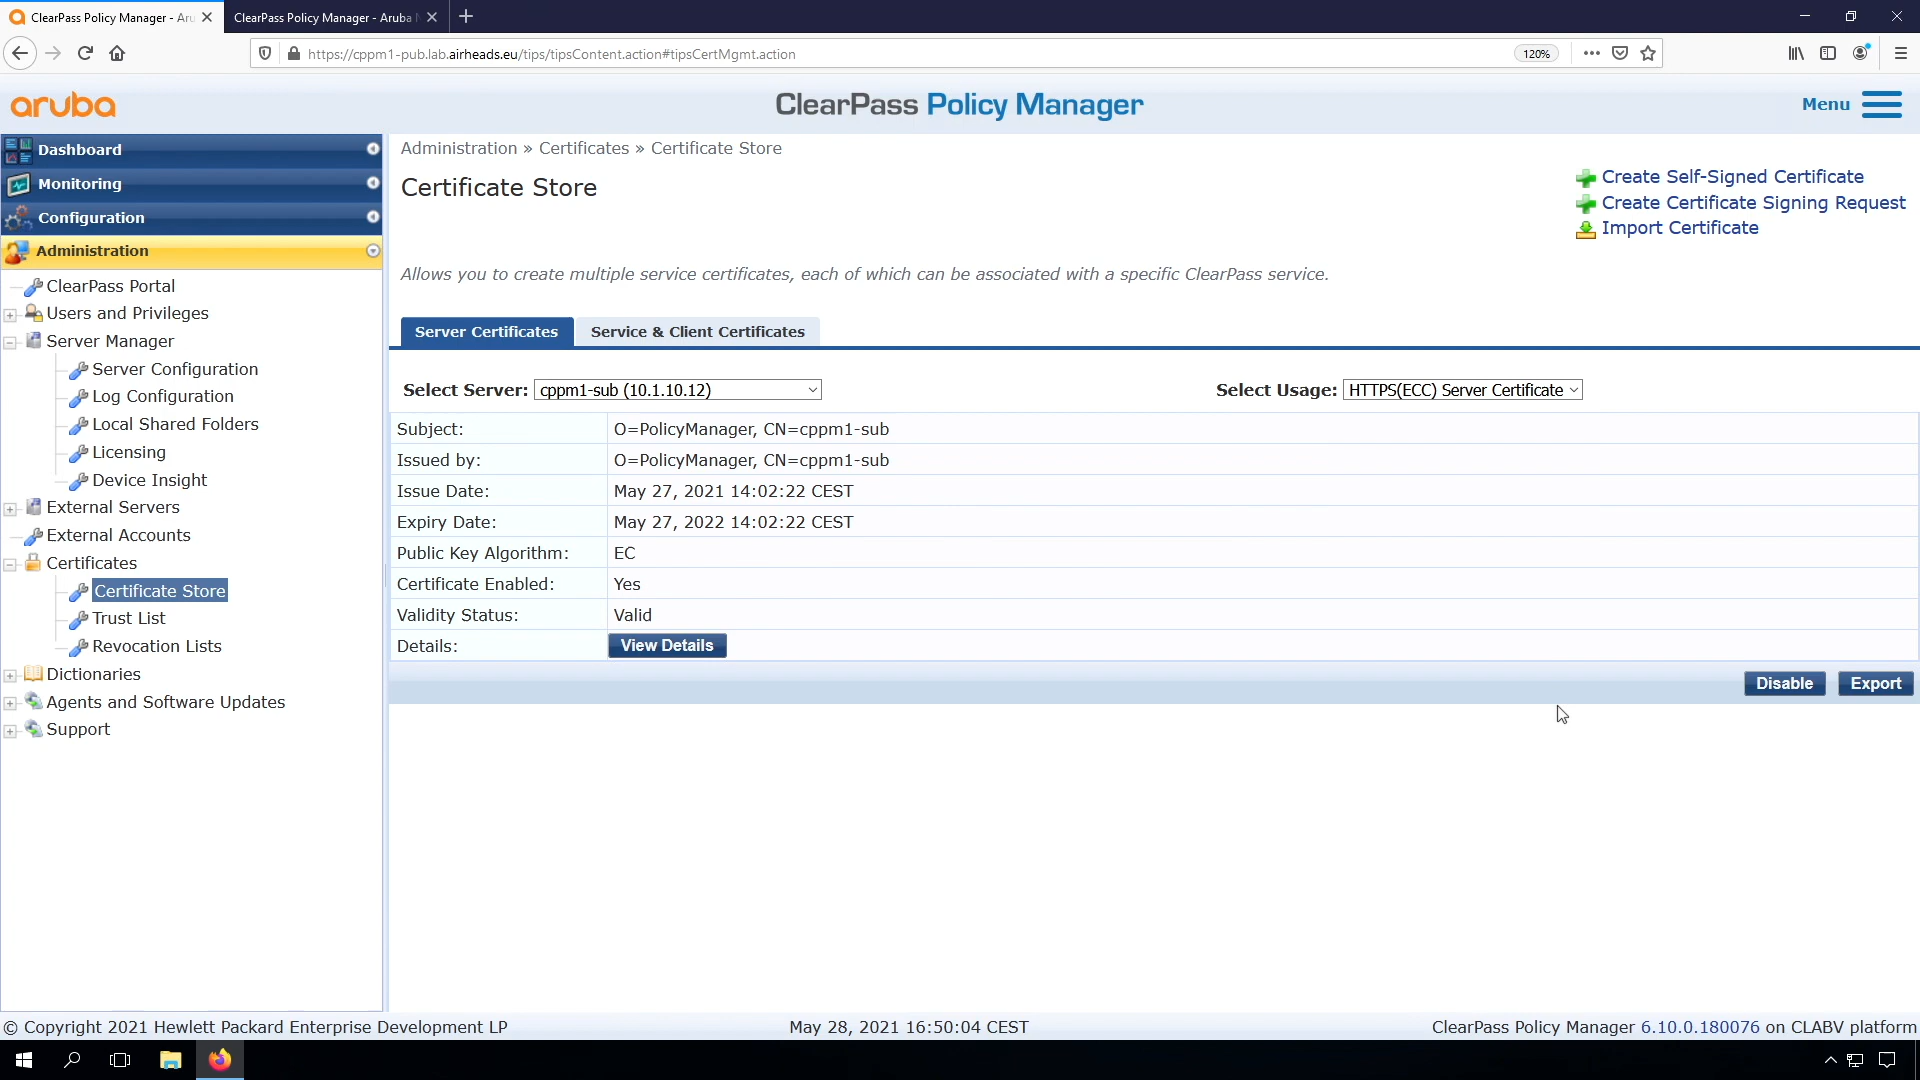 ClearPass Policy Manager - Aru
ClearPass Policy Manager - Aruba
https://cppm1-pub.lab.airheads.eu/tips/tipsContent.action#tipsCertMgmt.action
120%
aruba
ClearPass Policy Manager
Menu
Dashboard
Monitoring
Configuration
Administration
ClearPass Portal
Users and Privileges
Server Manager
Server Configuration
Log Configuration
Local Shared Folders
Licensing
Device Insight
External Servers
External Accounts
Certificates
Certificate Store
Trust List
Revocation Lists
Dictionaries
Agents and Software Updates
Support
Administration » Certificates » Certificate Store
Certificate Store
Create Self-Signed Certificate
Create Certificate Signing Request
Import Certificate
Allows you to create multiple service certificates, each of which can be associated with a specific ClearPass service.
Server Certificates
Service & Client Certificates
Select Server: cppm1-sub (10.1.10.12)
Select Usage: HTTPS(ECC) Server Certificate
Subject: O=PolicyManager, CN=cppm1-sub
Issued by: O=PolicyManager, CN=cppm1-sub
Issue Date: May 27, 2021 14:02:22 CEST
Expiry Date: May 27, 2022 14:02:22 CEST
Public Key Algorithm: EC
Certificate Enabled: Yes
Validity Status: Valid
Details: View Details
Disable
Export
© Copyright 2021 Hewlett Packard Enterprise Development LP
May 28, 2021 16:50:04 CEST
ClearPass Policy Manager 6.10.0.180076 on CLABV platform